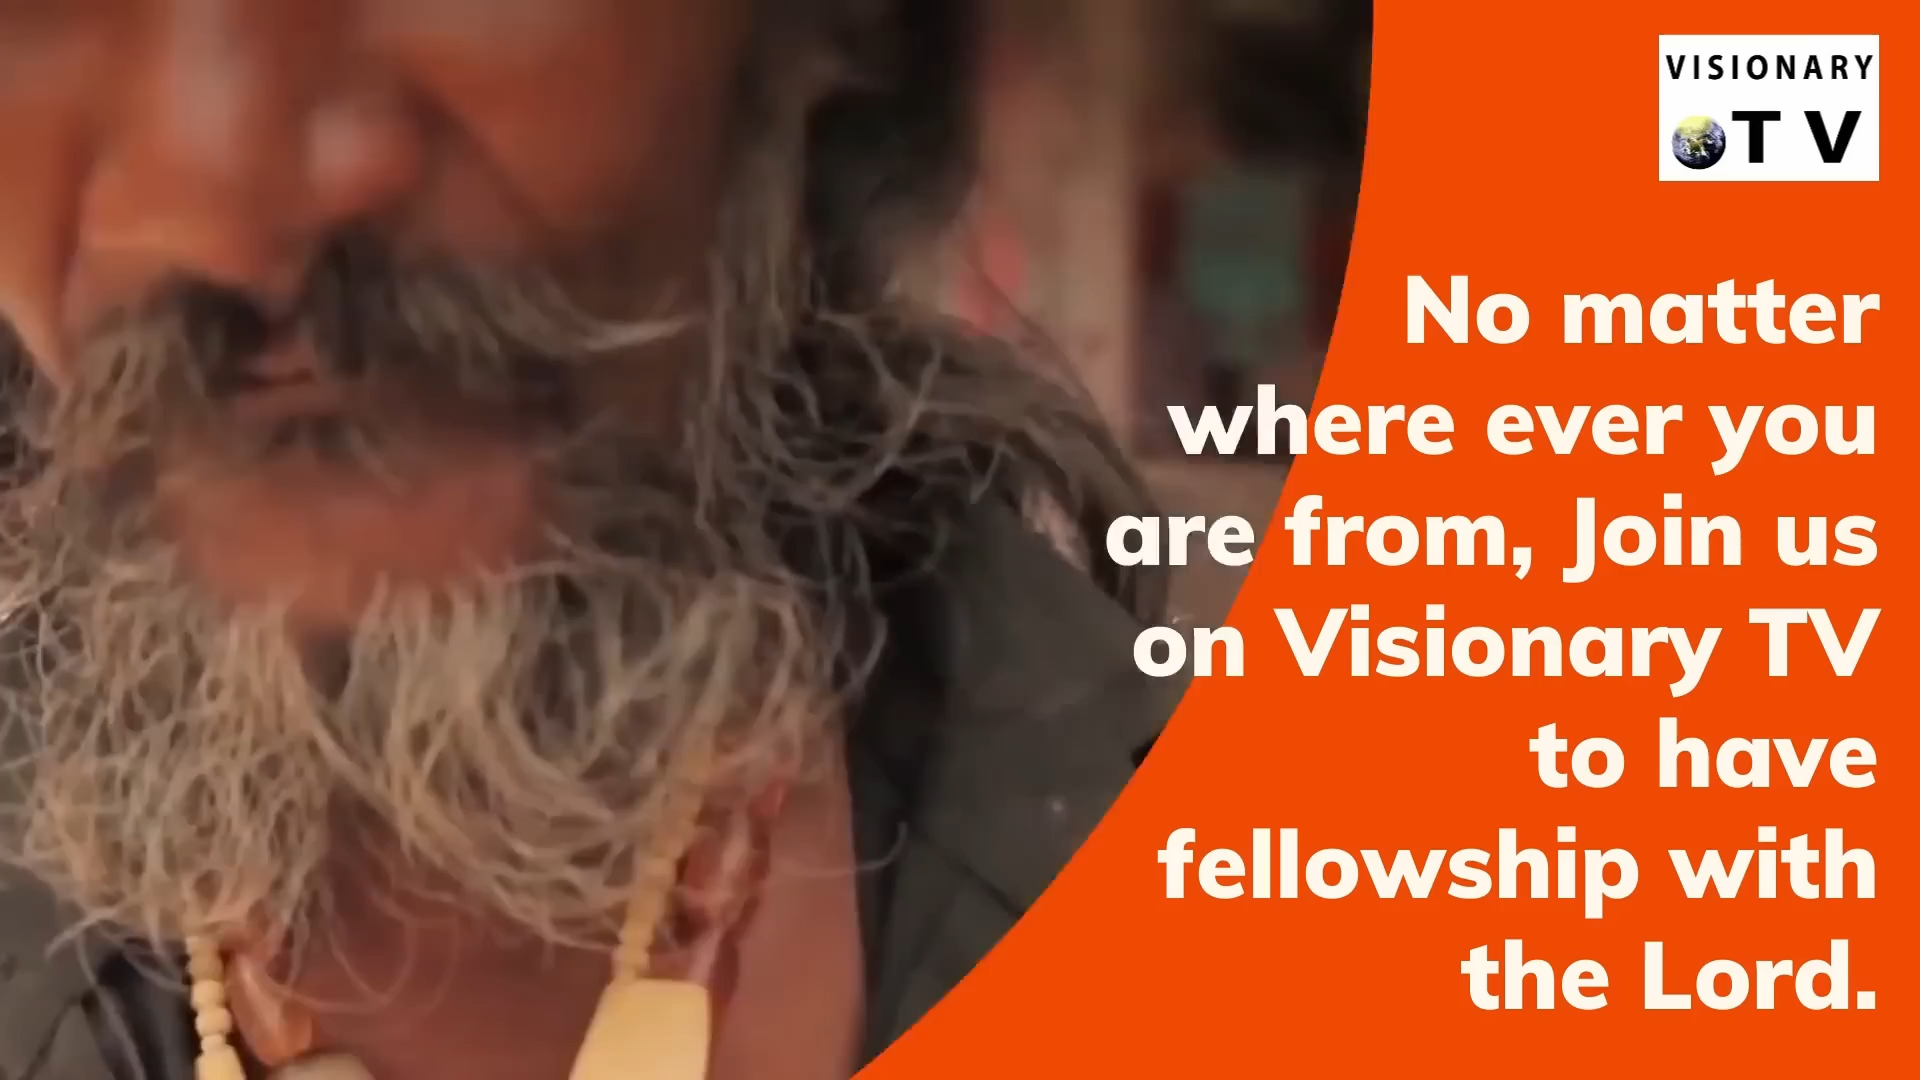 VISIONARY
TV
No matter
where ever you
are from, Join us
on Visionary TV
to have
fellowship with
the Lord.